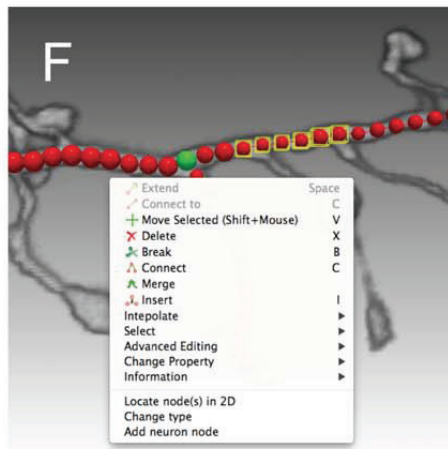 F
Extend Space
Connect to C
Move Selected (Shift+Mouse) V
Delete X
Break B
Connect C
Merge
Insert I
Intepolate
Select
Advanced Editing
Change Property
Information
Locate node(s) in 2D
Change type
Add neuron node